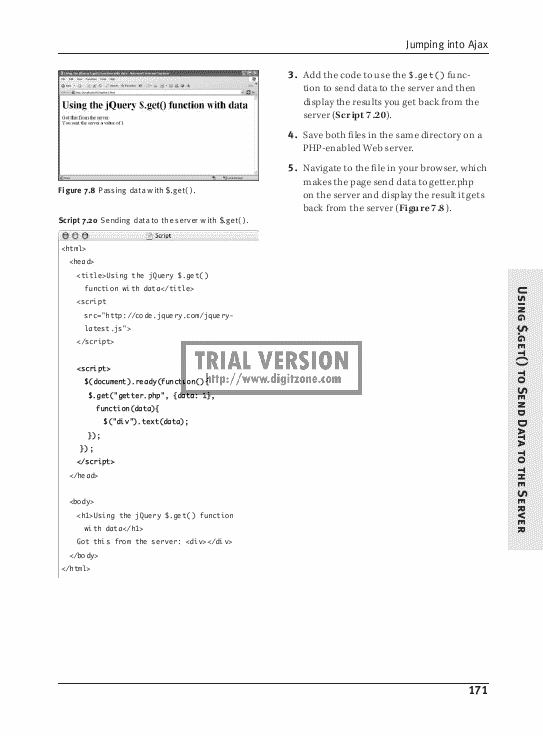 Jumping into Ajax
Using the jQuery $.get() function with data
Got this from the server:
You sent the server a value of 1
Figure 7.8 Passing data with $.get().
Script 7.20 Sending data to the server with $.get().
Script
<html>
<head>
<title>Using the jQuery $.get()
function with data</title>
<script
src="http://code.jquery.com/jquery-
latest.js">
</script>
<script>
$(document).ready(function(){
$.get("getter.php", {data: 1},
function(data){
$("div").text(data);
});
});
</script>
</head>
<body>
<h1>Using the jQuery $.get() function
with data</h1>
Got this from the server: <div></div>
</body>
</html>
3. Add the code to use the $.get() func-
tion to send data to the server and then
display the results you get back from the
server (Script 7.20).
4. Save both files in the same directory on a
PHP-enabled Web server.
5. Navigate to the file in your browser, which
makes the page send data to getter.php
on the server and display the result it gets
back from the server (Figure 7.8).
TRIAL VERSION
http://www.digitzone.com
Using $.get() to Send Data to the Server
171